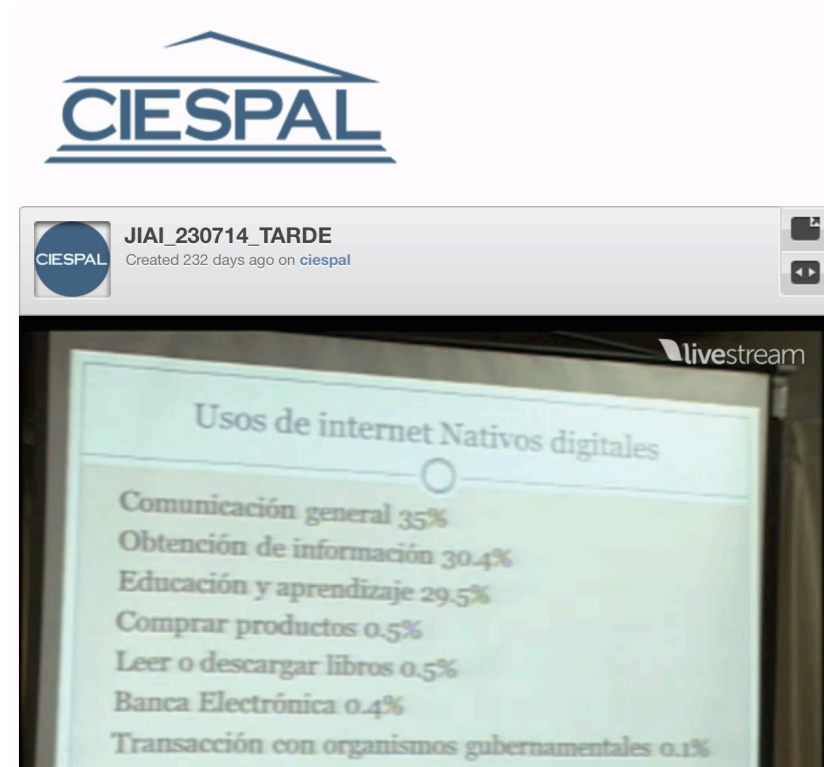 CIESPAL
JIAI_230714_TARDE
CIESPAL
Created 232 days ago on ciespal
livestream
Usos de internet Nativos digitales
Comunicación general 35%
Obtención de información 30.4%
Educación y aprendizaje 29.5%
Comprar productos 0.5%
Leer o descargar libros 0.5%
Banca Electrónica 0.4%
Transacción con organismos gubernamentales 0.1%